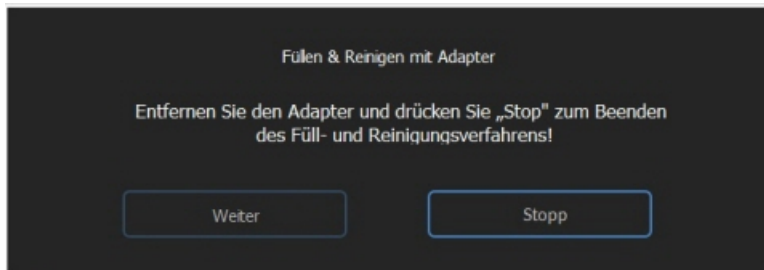 Füllen & Reinigen mit Adapter
Entfernen Sie den Adapter und drücken Sie „Stop" zum Beenden
des Füll- und Reinigungsverfahrens!
Weiter
Stopp